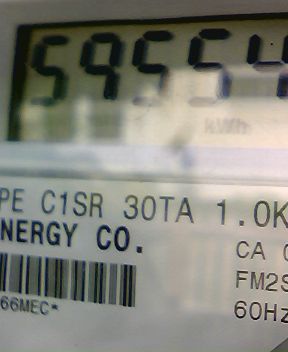 59554
kWh
PE C1SR 30TA 1.0K
NERGY CO.
CA
FM2S
66MEC*
60Hz